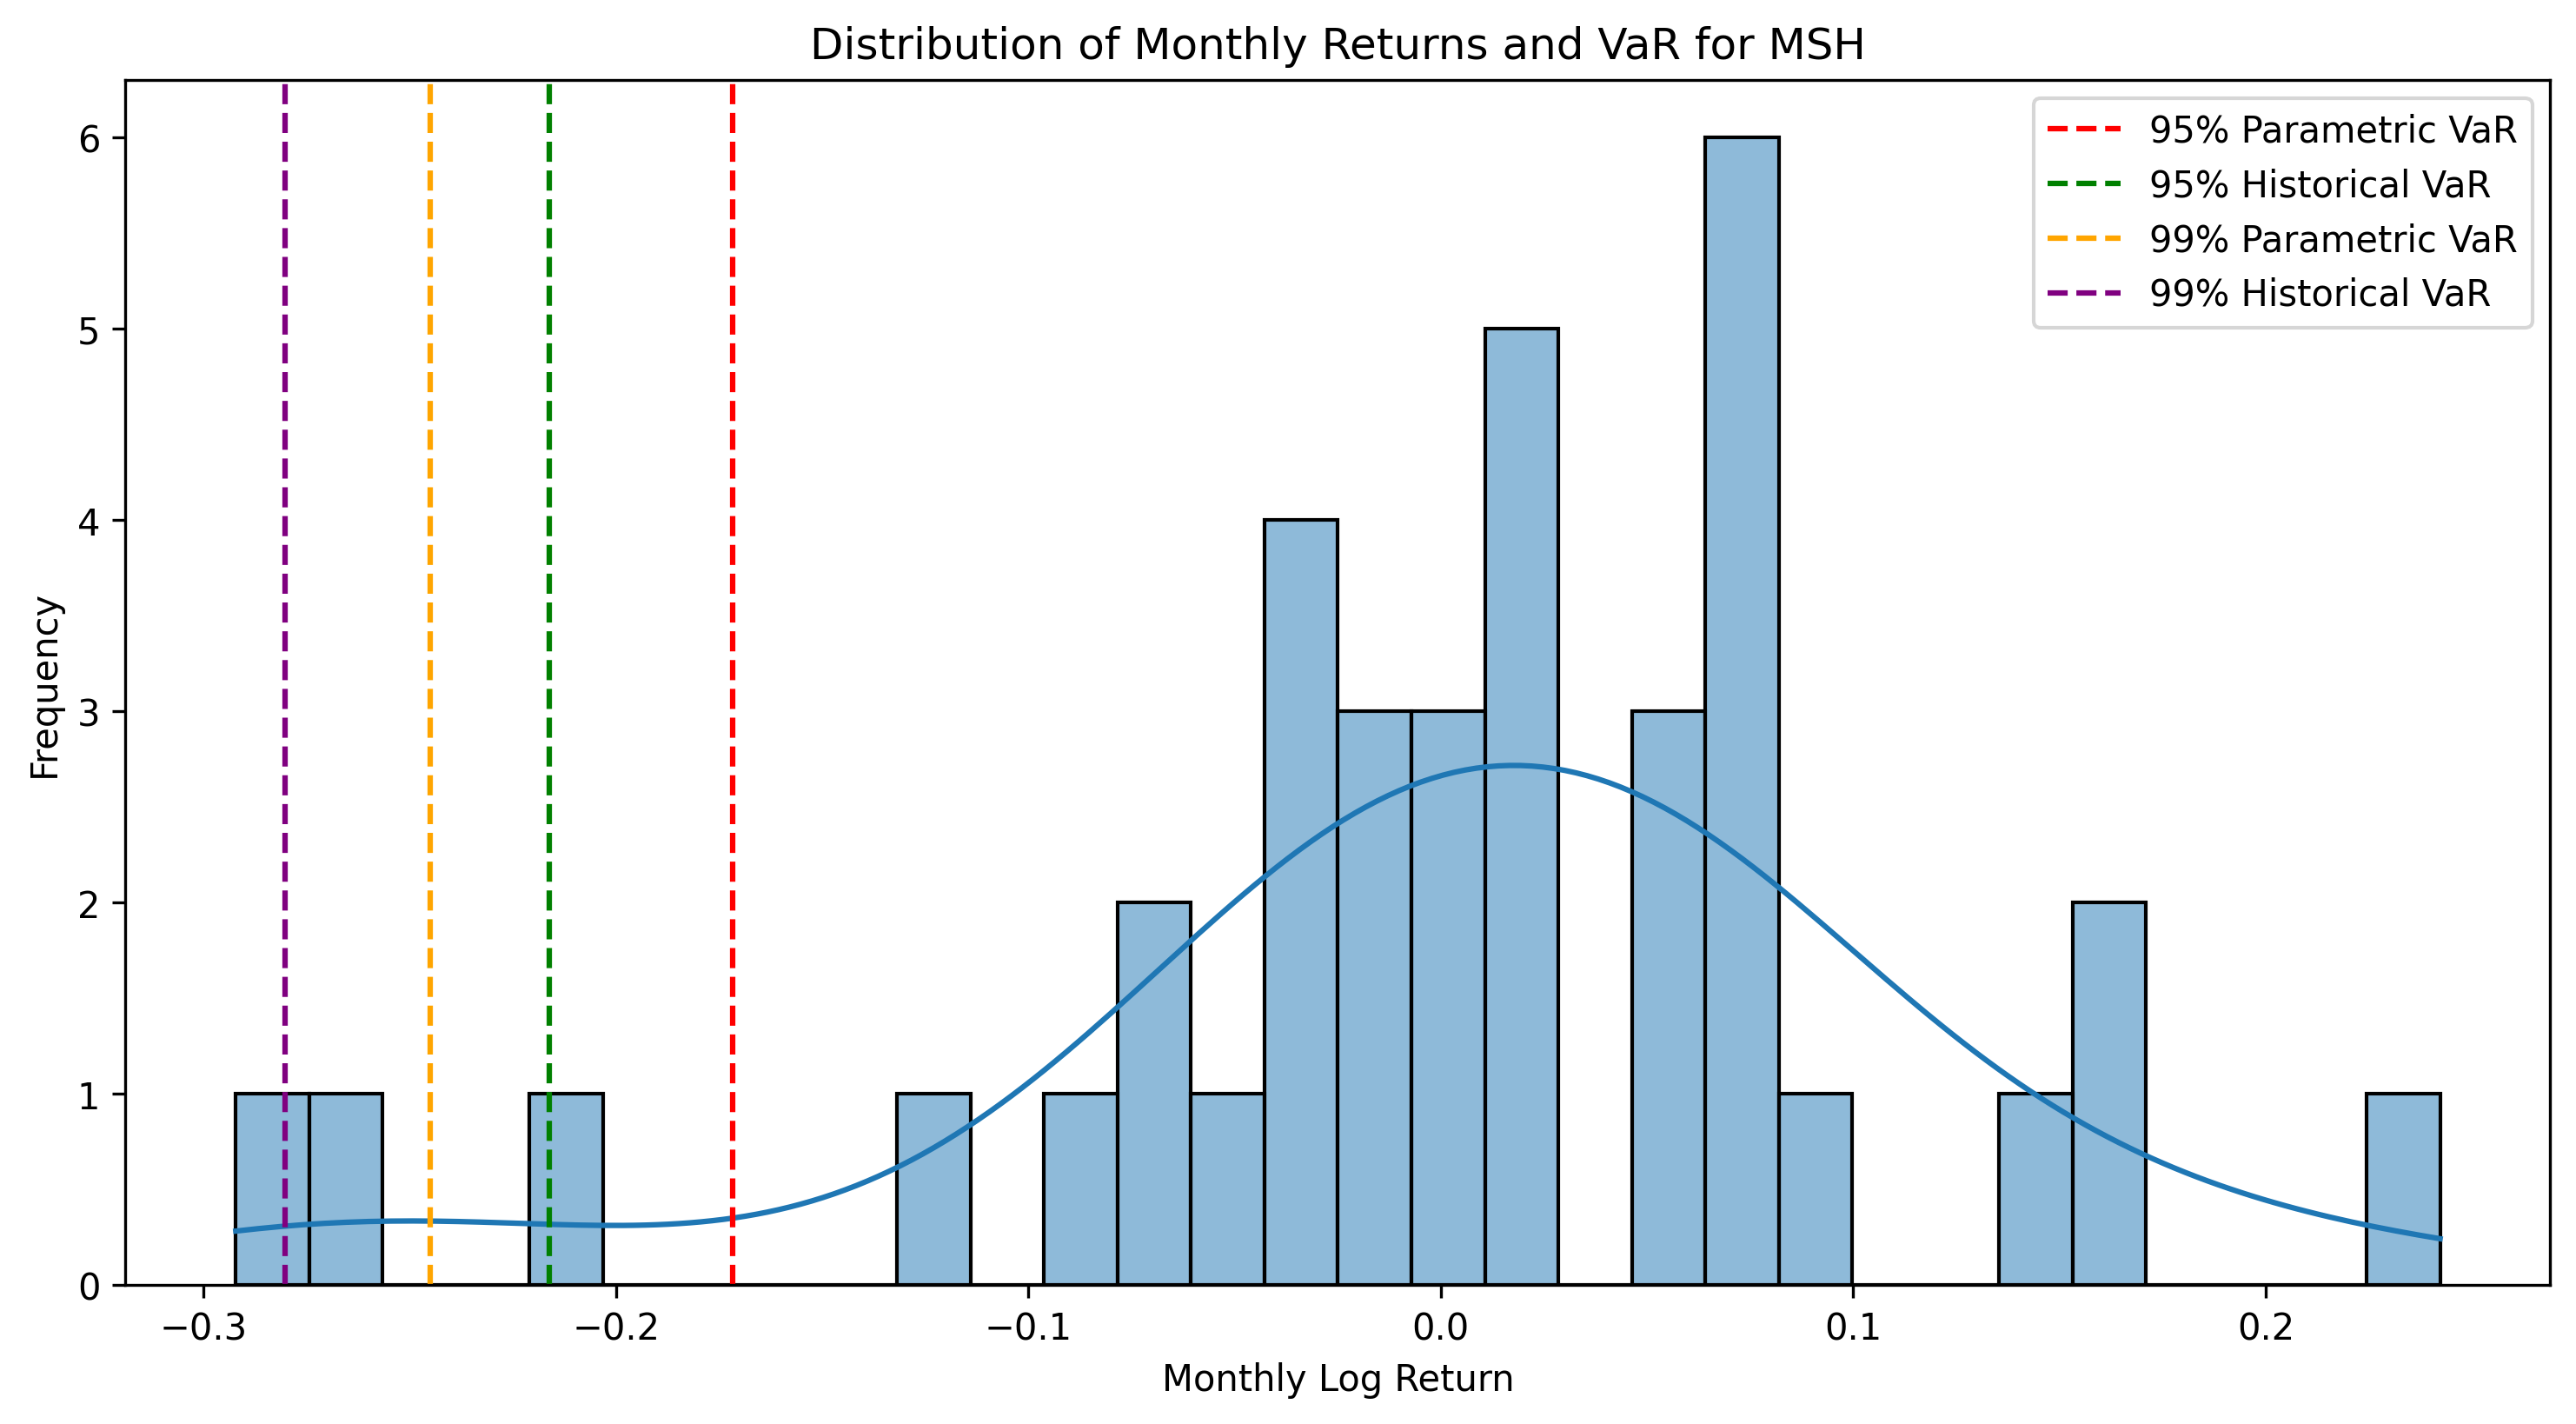 Distribution of Monthly Returns and VaR for MSH
95% Parametric VaR
95% Historical VaR
99% Parametric VaR
99% Historical VaR
Frequency
6
5
4
3
2
1
0
−0.3 −0.2 −0.1 0.0 0.1 0.2
Monthly Log Return